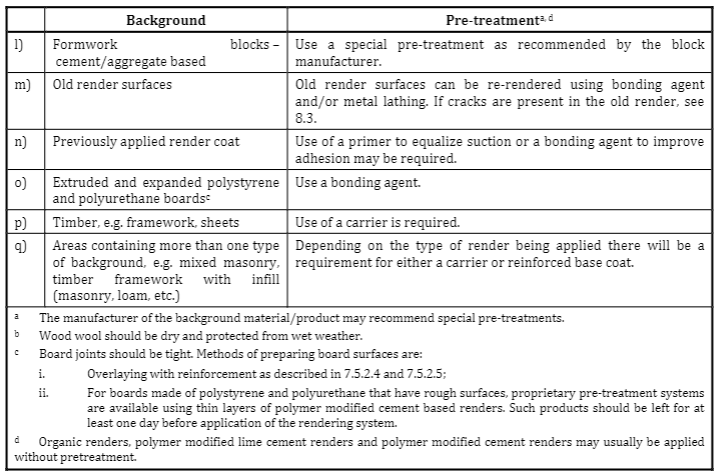 Background Pre-treatmentᵃ·ᵈ
l) Formwork blocks – Use a special pre-treatment as recommended by the block
cement/aggregate based manufacturer.
m) Old render surfaces Old render surfaces can be re-rendered using bonding agent
and/or metal lathing. If cracks are present in the old render, see
8.3.
n) Previously applied render coat Use of a primer to equalize suction or a bonding agent to improve
adhesion may be required.
o) Extruded and expanded polystyrene Use a bonding agent.
and polyurethane boardsᶜ
p) Timber, e.g. framework, sheets Use of a carrier is required.
q) Areas containing more than one type Depending on the type of render being applied there will be a
of background, e.g. mixed masonry, requirement for either a carrier or reinforced base coat.
timber framework with infill
(masonry, loam, etc.)
ᵃ The manufacturer of the background material/product may recommend special pre-treatments.
ᵇ Wood wool should be dry and protected from wet weather.
ᶜ Board joints should be tight. Methods of preparing board surfaces are:
i. Overlaying with reinforcement as described in 7.5.2.4 and 7.5.2.5;
ii. For boards made of polystyrene and polyurethane that have rough surfaces, proprietary pre-treatment systems
are available using thin layers of polymer modified cement based renders. Such products should be left for at
least one day before application of the rendering system.
ᵈ Organic renders, polymer modified lime cement renders and polymer modified cement renders may usually be applied
without pretreatment.